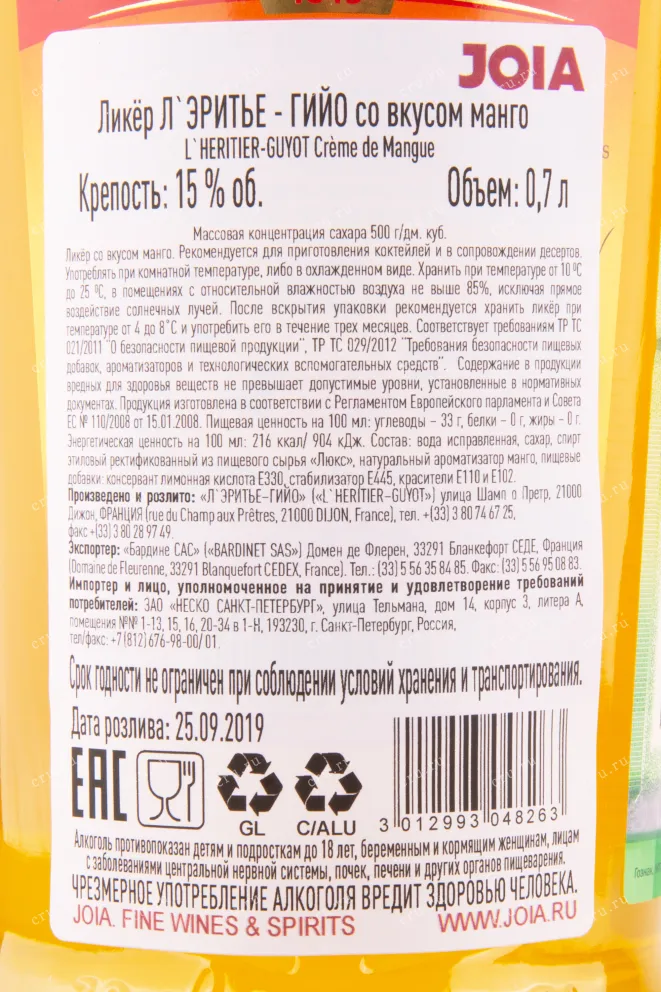 JOIA
Ликёр Л`ЭРИТЬЕ - ГИЙО со вкусом манго
L`HERITIER-GUYOT Crème de Mangue
Крепость: 15 % об. Объем: 0,7 л
Массовая концентрация сахара 500 г/дм. куб.
Ликёр со вкусом манго. Рекомендуется для приготовления коктейлей и в сопровождении десертов.
Употреблять при комнатной температуре, либо в охлажденном виде. Хранить при температуре от 10 ºC
до 25 ºC, в помещениях с относительной влажностью воздуха не выше 85%, исключая прямое
воздействие солнечных лучей. После вскрытия упаковки рекомендуется хранить ликёр при
температуре от 4 до 8˚C и употребить его в течение трех месяцев. Соответствует требованиям ТР ТС
021/2011 "О безопасности пищевой продукции", ТР ТС 029/2012 "Требования безопасности пищевых
добавок, ароматизаторов и технологических вспомогательных средств". Содержание в продукции
вредных для здоровья веществ не превышает допустимые уровни, установленные в нормативных
документах. Продукция изготовлена в соответствии с Регламентом Европейского парламента и Совета
ЕС № 110/2008 от 15.01.2008. Пищевая ценность на 100 мл: углеводы – 33 г, белки – 0 г, жиры – 0 г.
Энергетическая ценность на 100 мл: 216 ккал/ 904 кДж. Состав: вода исправленная, сахар, спирт
этиловый ректификованный из пищевого сырья «Люкс», натуральный ароматизатор манго, пищевые
добавки: консервант лимонная кислота Е330, стабилизатор Е445, красители Е110 и Е102.
Произведено и розлито: «Л`ЭРИТЬЕ–ГИЙО» («L`HERITIER–GUYOT») улица Шамп о Претр, 21000
Дижон, ФРАНЦИЯ (rue du Champ aux Prêtres, 21000 DIJON, France), тел. +(33) 3 80 74 67 25,
факс +(33) 3 80 28 97 49.
Экспортер: «Бардине САС» («BARDINET SAS») Домен де Флерен, 33291 Бланкефорт СЕДЕ, Франция
(Domaine de Fleurenne, 33291 Blanquefort CEDEX, France). Тел.: (33) 5 56 35 84 85. Факс: (33) 5 56 95 08 83.
Импортер и лицо, уполномоченное на принятие и удовлетворение требований
потребителей: ЗАО «НЕСКО САНКТ-ПЕТЕРБУРГ», улица Тельмана, дом 14, корпус 3, литера А,
помещения №№ 1-13, 15, 16, 20-34 в 1-Н, 193230, г. Санкт-Петербург, Россия,
тел/факс: +7 (812) 676-98-00/ 01.
Срок годности не ограничен при соблюдении условий хранения и транспортирования.
Дата розлива: 25.09.2019
EAC
GL C/ALU
3 012993 048263
Алкоголь противопоказан детям и подросткам до 18 лет, беременным и кормящим женщинам, лицам
с заболеваниями центральной нервной системы, почек, печени и других органов пищеварения.
ЧРЕЗМЕРНОЕ УПОТРЕБЛЕНИЕ АЛКОГОЛЯ ВРЕДИТ ЗДОРОВЬЮ ЧЕЛОВЕКА.
JOIA. FINE WINES & SPIRITS WWW.JOIA.RU